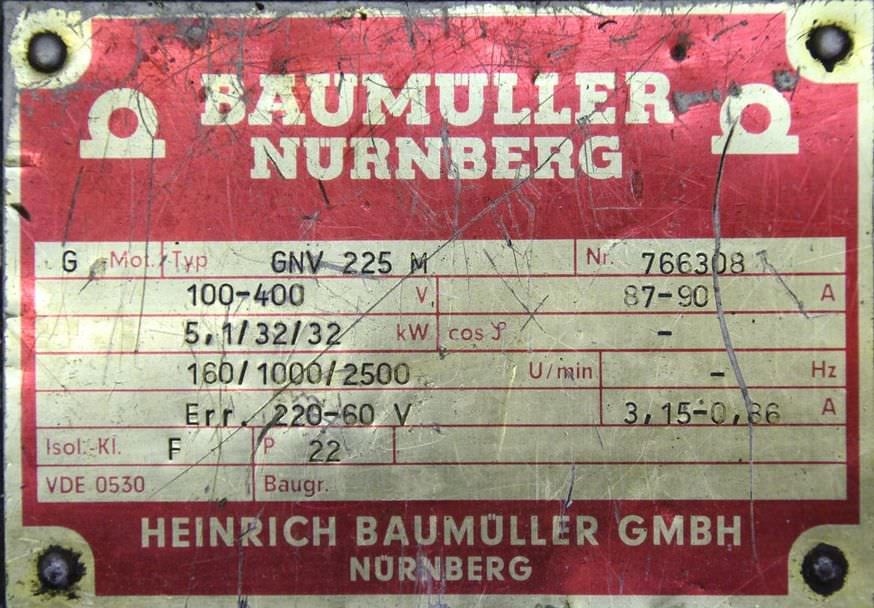 BAUMÜLLER
NÜRNBERG
G Mot. Typ GNV 225 M Nr. 766308
100-400 V 87-90 A
5,1/32/32 kW cos φ -
160/1000/2500 U/min - Hz
Err. 220-60 V 3,15-0,86 A
Isol.-Kl. F P 22
VDE 0530 Baugr.
HEINRICH BAUMÜLLER GMBH
NÜRNBERG